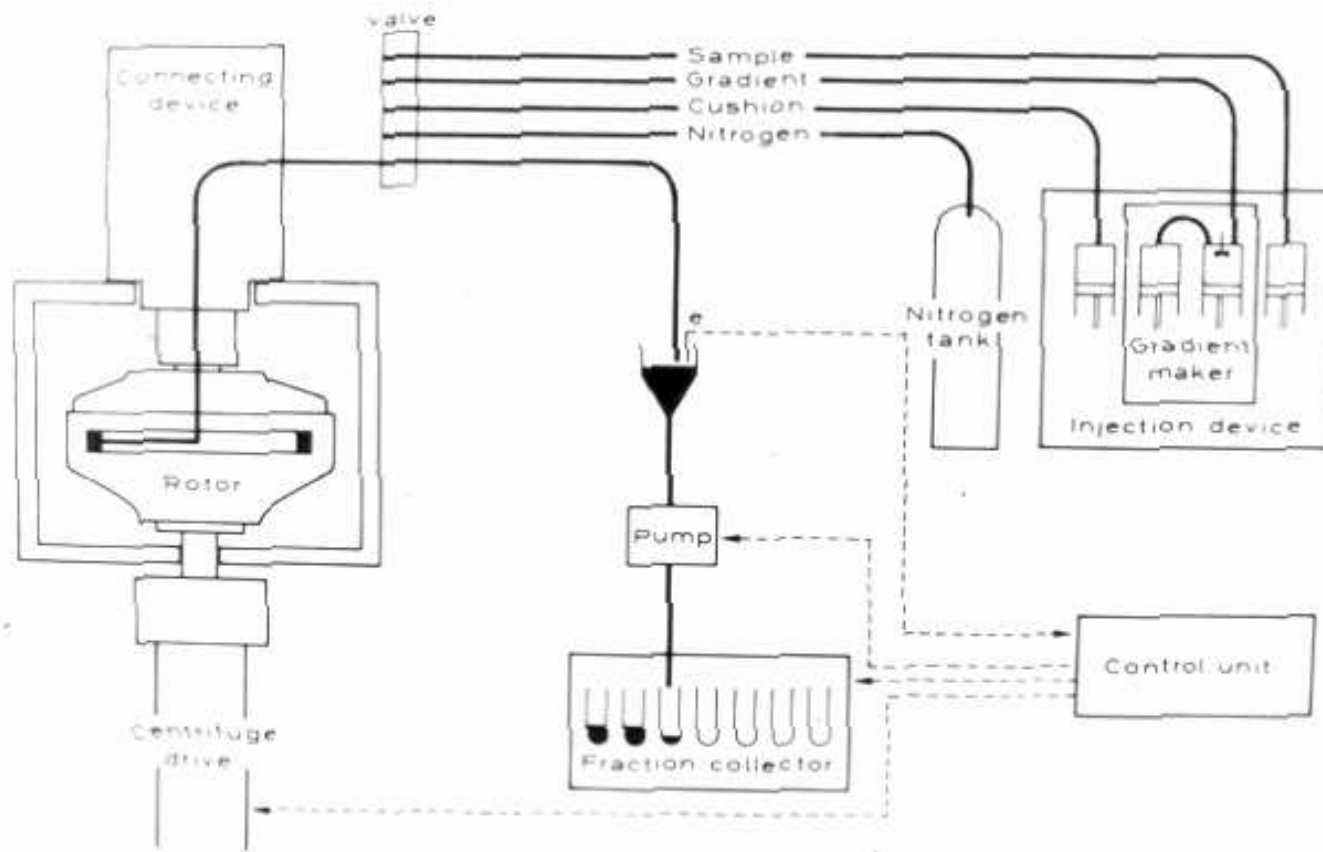 valve
Connecting
device
Sample
Gradient
Cushion
Nitrogen
e
Nitrogen
tank
Gradient
maker
Injection device
Rotor
Pump
Control unit
Centrifuge
drive
Fraction collector